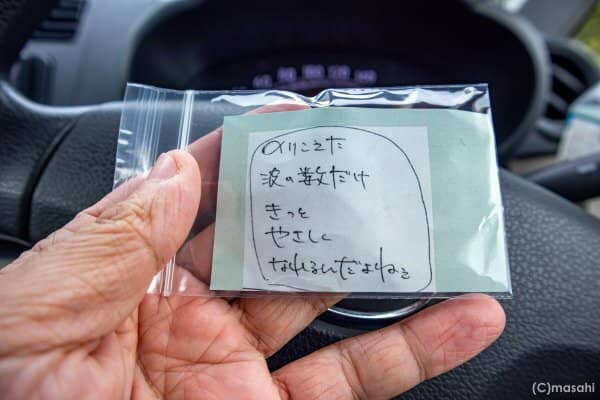 のりこえた
波の数だけ
きっと
やさしく
なれるんだよねぇ
(C)masahi